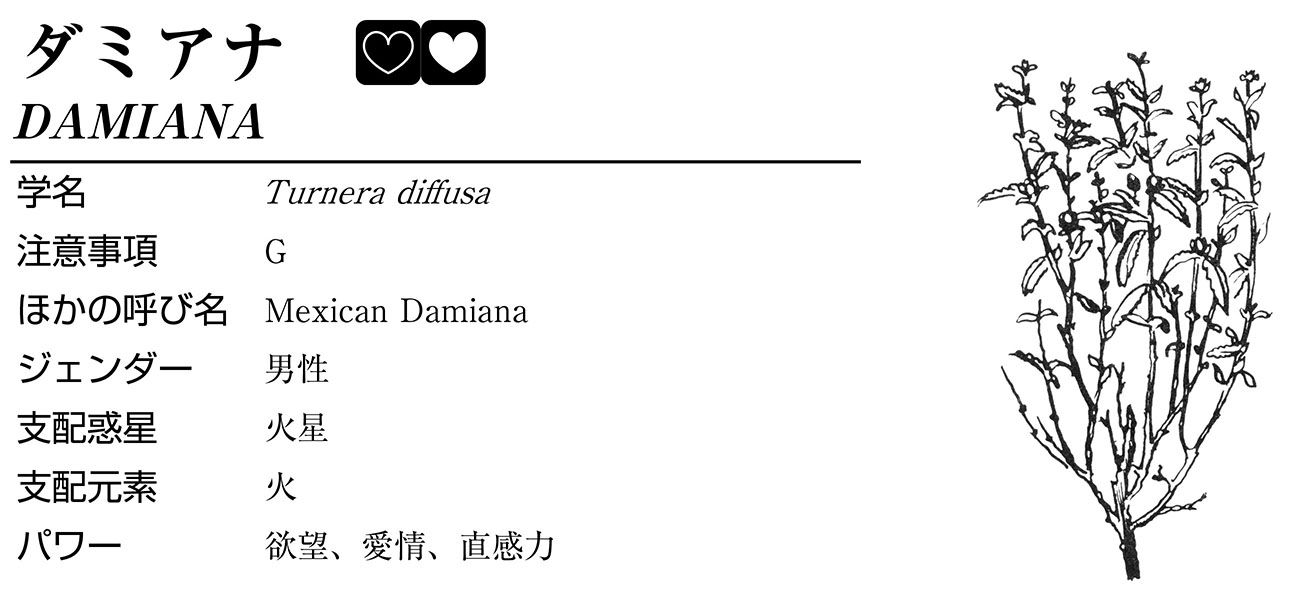 ダミアナ
DAMIANA
学名 Turnera diffusa
注意事項 G
ほかの呼び名 Mexican Damiana
ジェンダー 男性
支配惑星 火星
支配元素 火
パワー 欲望、愛情、直感力